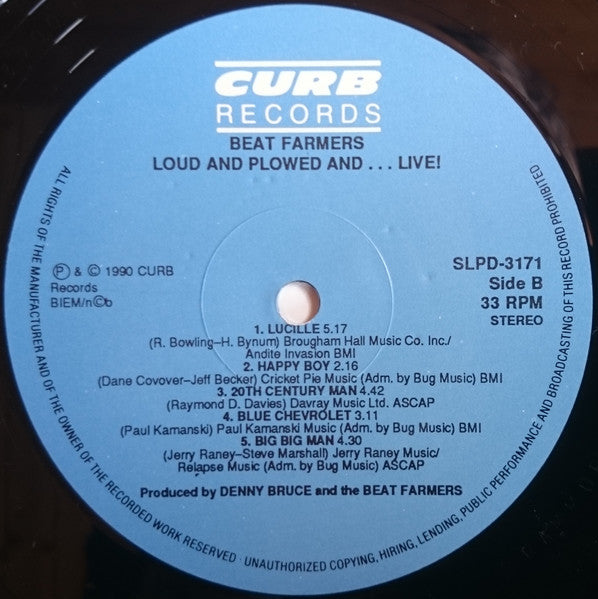 CURB
RECORDS
BEAT FARMERS
LOUD AND PLOWED AND ... LIVE!
℗ & © 1990 CURB
Records
BIEM/n©b
SLPD-3171
Side B
33 RPM
STEREO
1. LUCILLE 5.17
(R. Bowling–H. Bynum) Brougham Hall Music Co. Inc./
Andite Invasion BMI
2. HAPPY BOY 2.16
(Dane Covover–Jeff Becker) Cricket Pie Music (Adm. by Bug Music) BMI
3. 20TH CENTURY MAN 4.42
(Raymond D. Davies) Davray Music Ltd. ASCAP
4. BLUE CHEVROLET 3.11
(Paul Kamanski) Paul Kamanski Music (Adm. by Bug Music) BMI
5. BIG BIG MAN 4.30
(Jerry Raney–Steve Marshall) Jerry Raney Music/
Relapse Music (Adm. by Bug Music) ASCAP
Produced by DENNY BRUCE and the BEAT FARMERS
ALL RIGHTS OF THE MANUFACTURER AND OF THE OWNER OF THE RECORDED WORK RESERVED · UNAUTHORIZED COPYING, HIRING, LENDING, PUBLIC PERFORMANCE AND BROADCASTING OF THIS RECORD PROHIBITED